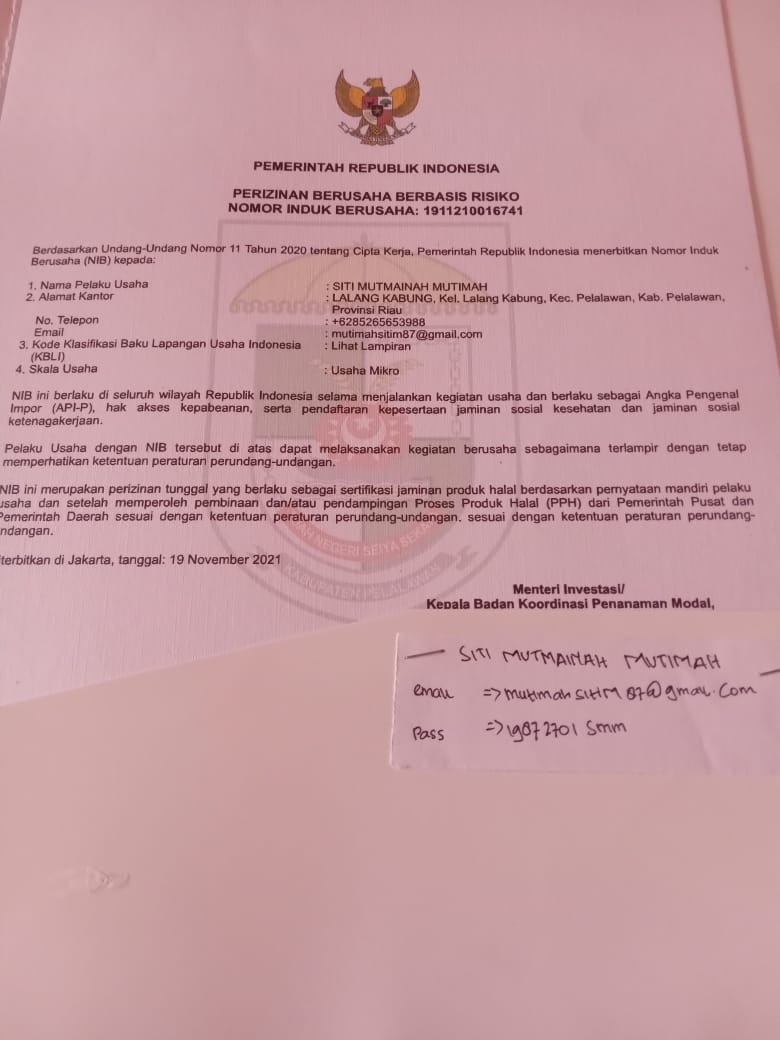 PEMERINTAH REPUBLIK INDONESIA
PERIZINAN BERUSAHA BERBASIS RISIKO
NOMOR INDUK BERUSAHA: 1911210016741
Berdasarkan Undang-Undang Nomor 11 Tahun 2020 tentang Cipta Kerja, Pemerintah Republik Indonesia menerbitkan Nomor Induk
Berusaha (NIB) kepada:
1. Nama Pelaku Usaha : SITI MUTMAINAH MUTIMAH
2. Alamat Kantor : LALANG KABUNG, Kel. Lalang Kabung, Kec. Pelalawan, Kab. Pelalawan,
Provinsi Riau
No. Telepon : +6285265653988
Email : mutimahsitim87@gmail.com
3. Kode Klasifikasi Baku Lapangan Usaha Indonesia : Lihat Lampiran
(KBLI)
4. Skala Usaha : Usaha Mikro
NIB ini berlaku di seluruh wilayah Republik Indonesia selama menjalankan kegiatan usaha dan berlaku sebagai Angka Pengenal
Impor (API-P), hak akses kepabeanan, serta pendaftaran kepesertaan jaminan sosial kesehatan dan jaminan sosial
ketenagakerjaan.
Pelaku Usaha dengan NIB tersebut di atas dapat melaksanakan kegiatan berusaha sebagaimana terlampir dengan tetap
memperhatikan ketentuan peraturan perundang-undangan.
NIB ini merupakan perizinan tunggal yang berlaku sebagai sertifikasi jaminan produk halal berdasarkan pernyataan mandiri pelaku
usaha dan setelah memperoleh pembinaan dan/atau pendampingan Proses Produk Halal (PPH) dari Pemerintah Pusat dan
Pemerintah Daerah sesuai dengan ketentuan peraturan perundang-undangan. sesuai dengan ketentuan peraturan perundang-
ndangan.
terbitkan di Jakarta, tanggal: 19 November 2021
Menteri Investasi/
Kepala Badan Koordinasi Penanaman Modal,
KABUPATEN PELALAWAN
SITI MUTMAINAH MUTIMAH
email => mutimahSITIM87@gmail.com
Pass => 19872701 Smm